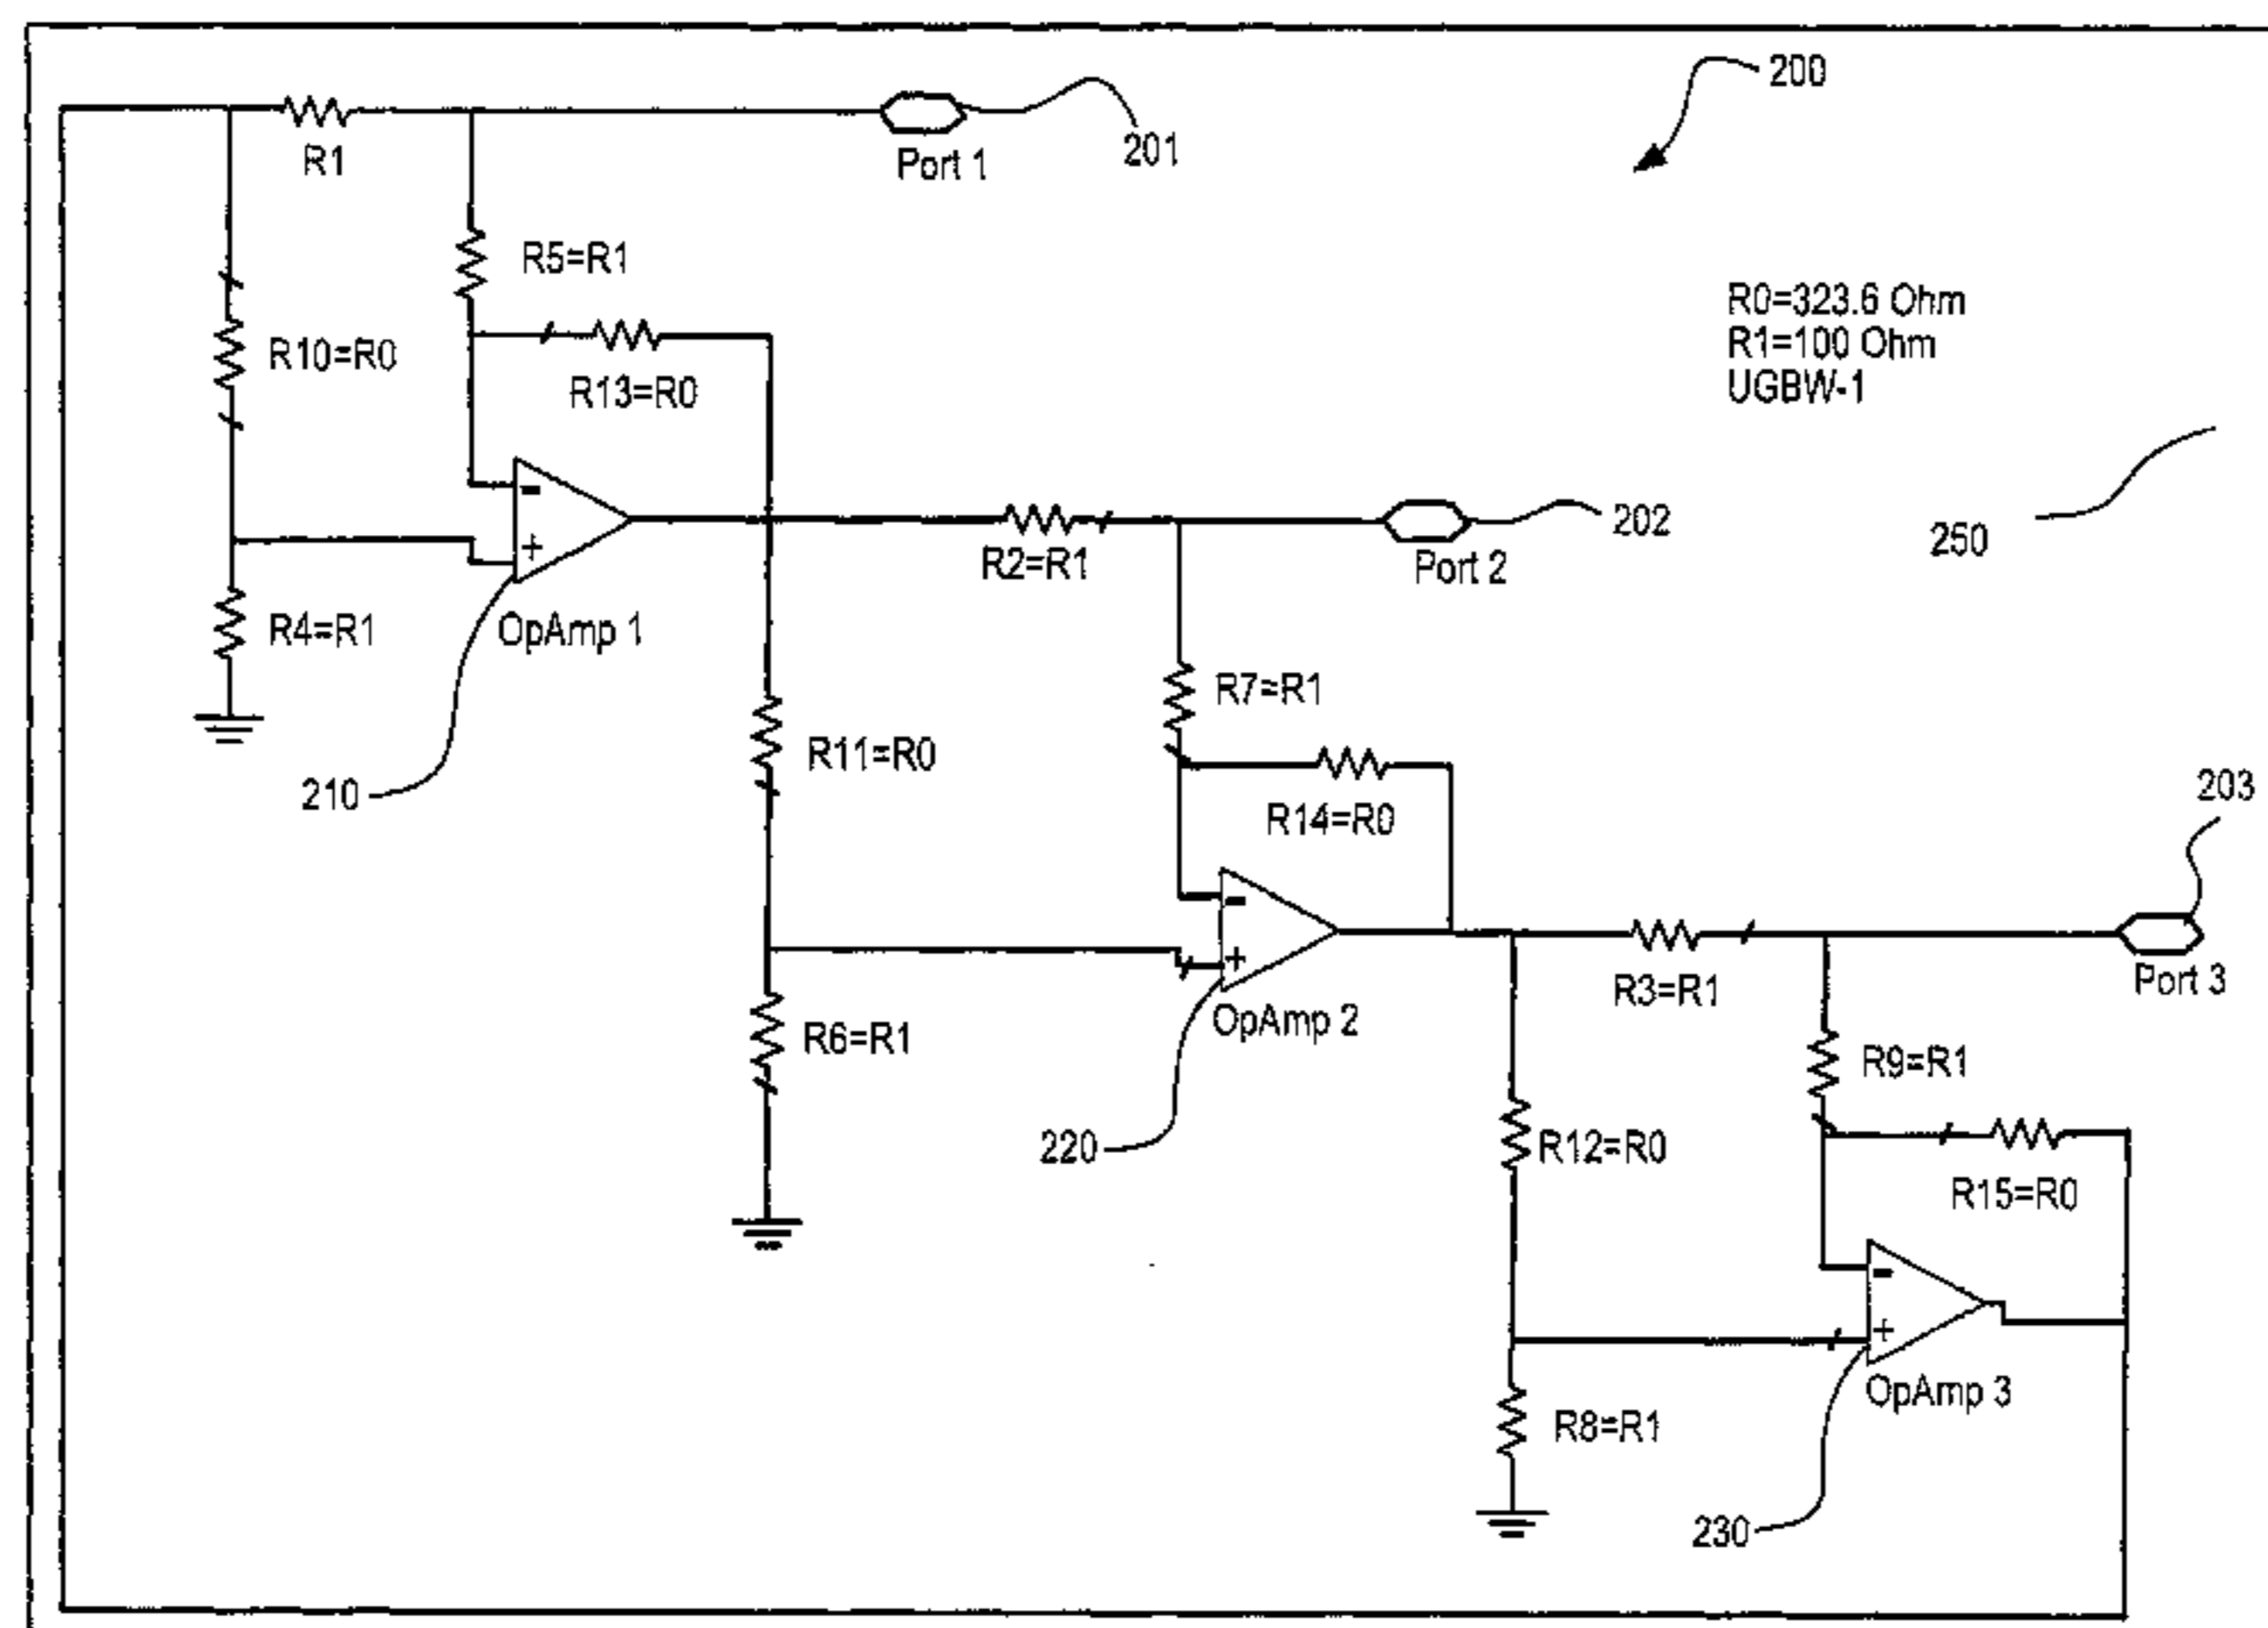 200
R1
Port 1
201
R5=R1
R0=323.6 Ohm
R1=100 Ohm
UGBW-1
R10=R0
R13=R0
-
+
OpAmp 1
R4=R1
R2=R1
Port 2
202
250
210
R11=R0
R7=R1
R14=R0
203
-
+
OpAmp 2
R3=R1
Port 3
R6=R1
R9=R1
220
R12=R0
R15=R0
-
+
OpAmp 3
R8=R1
230